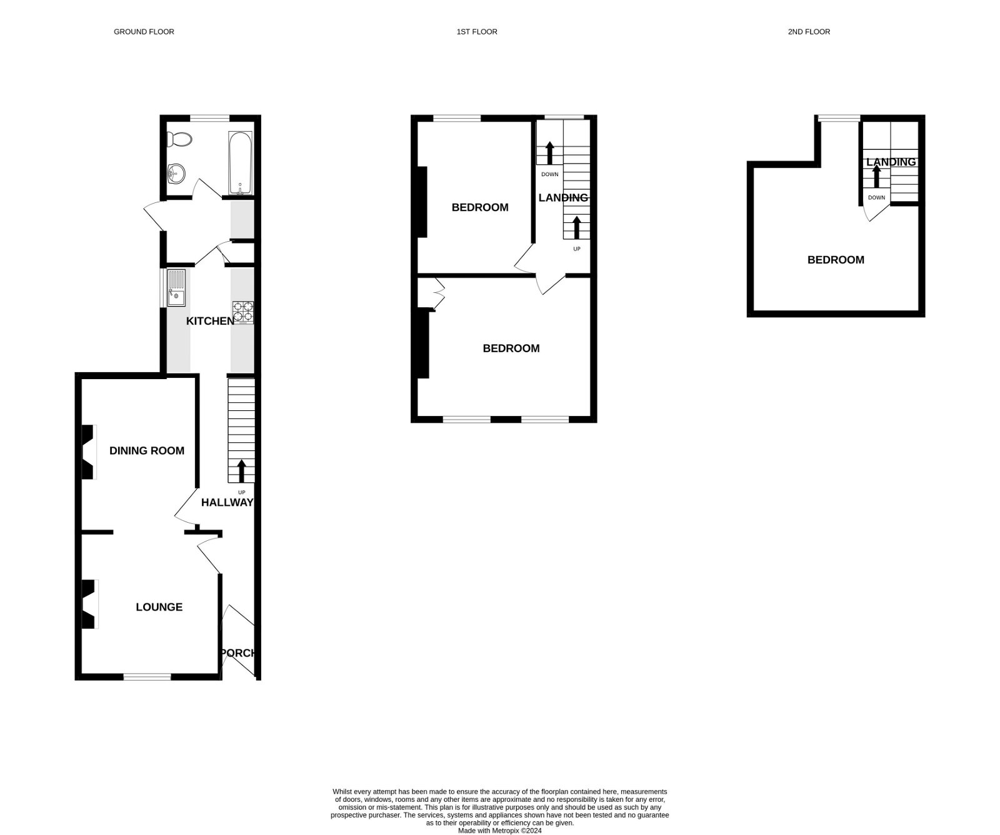 GROUND FLOOR
1ST FLOOR
2ND FLOOR
KITCHEN
DINING ROOM
UP
HALLWAY
LOUNGE
PORCH
DOWN
LANDING
BEDROOM
UP
BEDROOM
LANDING
DOWN
BEDROOM
Whilst every attempt has been made to ensure the accuracy of the floorplan contained here, measurements
of doors, windows, rooms and any other items are approximate and no responsibility is taken for any error,
omission or mis-statement. This plan is for illustrative purposes only and should be used as such by any
prospective purchaser. The services, systems and appliances shown have not been tested and no guarantee
as to their operability or efficiency can be given.
Made with Metropix ©2024